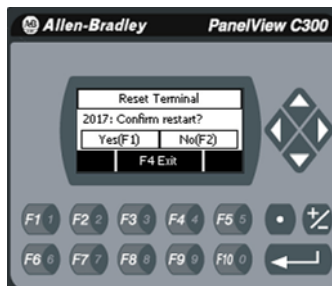 AB Allen-Bradley PanelView C300
Reset Terminal
2017: Confirm restart?
Yes(F1) No(F2)
F4 Exit
F1 1 F2 2 F3 3 F4 4 F5 5 • +/-
F6 6 F7 7 F8 8 F9 9 F10 0